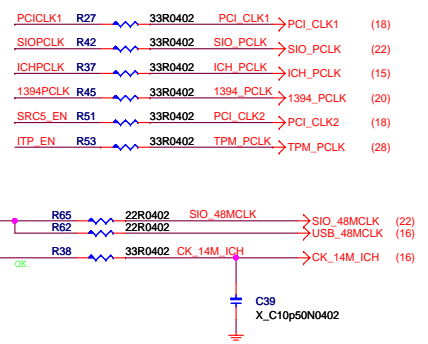 PCICLK1 R27 33R0402 PCI_CLK1 PCI_CLK1 (18)
SIOPCLK R42 33R0402 SIO_PCLK SIO_PCLK (22)
ICHPCLK R37 33R0402 ICH_PCLK ICH_PCLK (15)
1394PCLK R45 33R0402 1394_PCLK 1394_PCLK (20)
SRC5_EN R51 33R0402 PCI_CLK2 PCI_CLK2 (18)
ITP_EN R53 33R0402 TPM_PCLK TPM_PCLK (28)
R65 22R0402 SIO_48MCLK SIO_48MCLK (22)
R62 22R0402 USB_48MCLK (16)
R38 33R0402 CK_14M_ICH CK_14M_ICH (16)
OK
C39
X_C10p50N0402